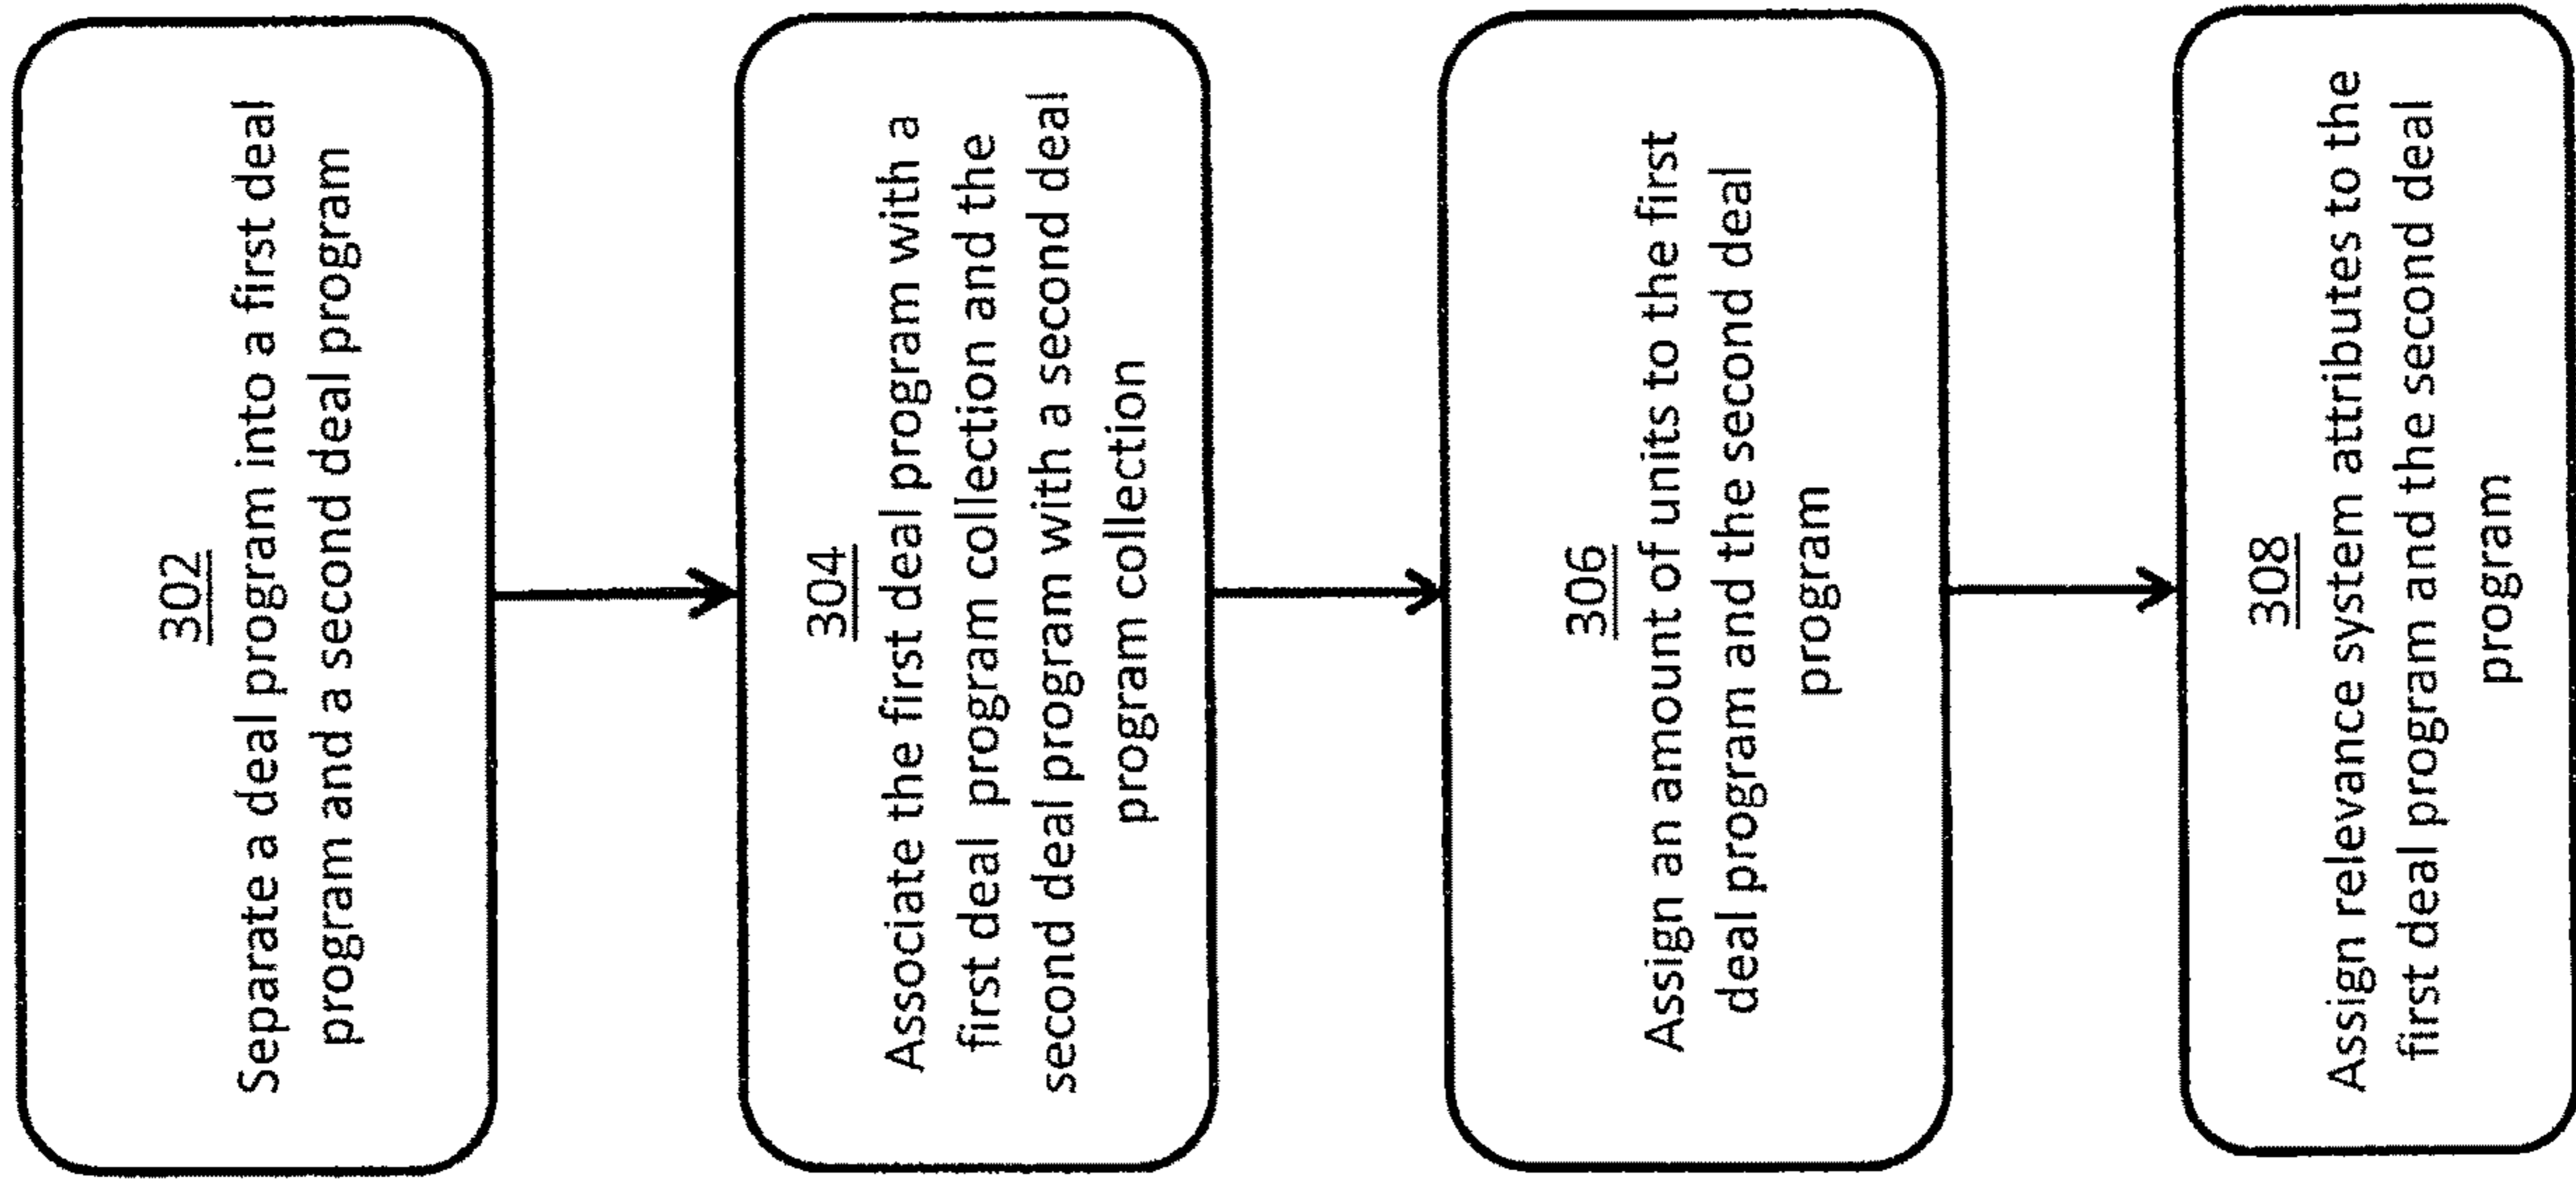 302
Separate a deal program into a first deal
program and a second deal program
304
Associate the first deal program with a
first deal program collection and the
second deal program with a second deal
program collection
306
Assign an amount of units to the first
deal program and the second deal
program
308
Assign relevance system attributes to the
first deal program and the second deal
program